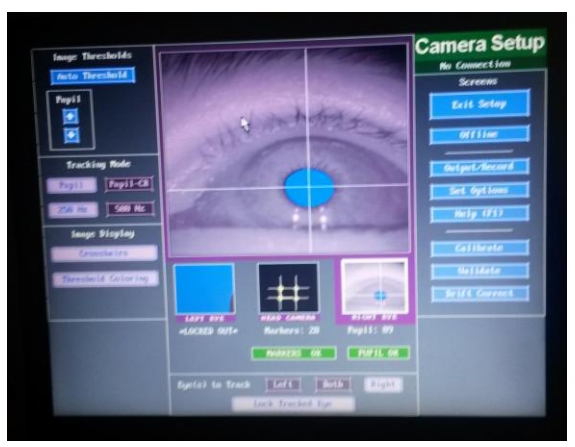 Image Thresholds
Auto Threshold
Pupil
Tracking Mode
Pupil
Pupil-CR
250 Hz
500 Hz
Image Display
Crosshairs
Threshold Coloring
LEFT EYE
HEAD CAMERA
RIGHT EYE
*LOCKED OUT*
Markers: 20
Pupil: 89
MARKERS OK
PUPIL OK
Eye(s) to Track
Left
Both
Right
Lock Tracked Eye
Camera Setup
No Connection
Screens
Exit Setup
Offline
Output/Record
Set Options
Help (F1)
Calibrate
Validate
Drift Correct